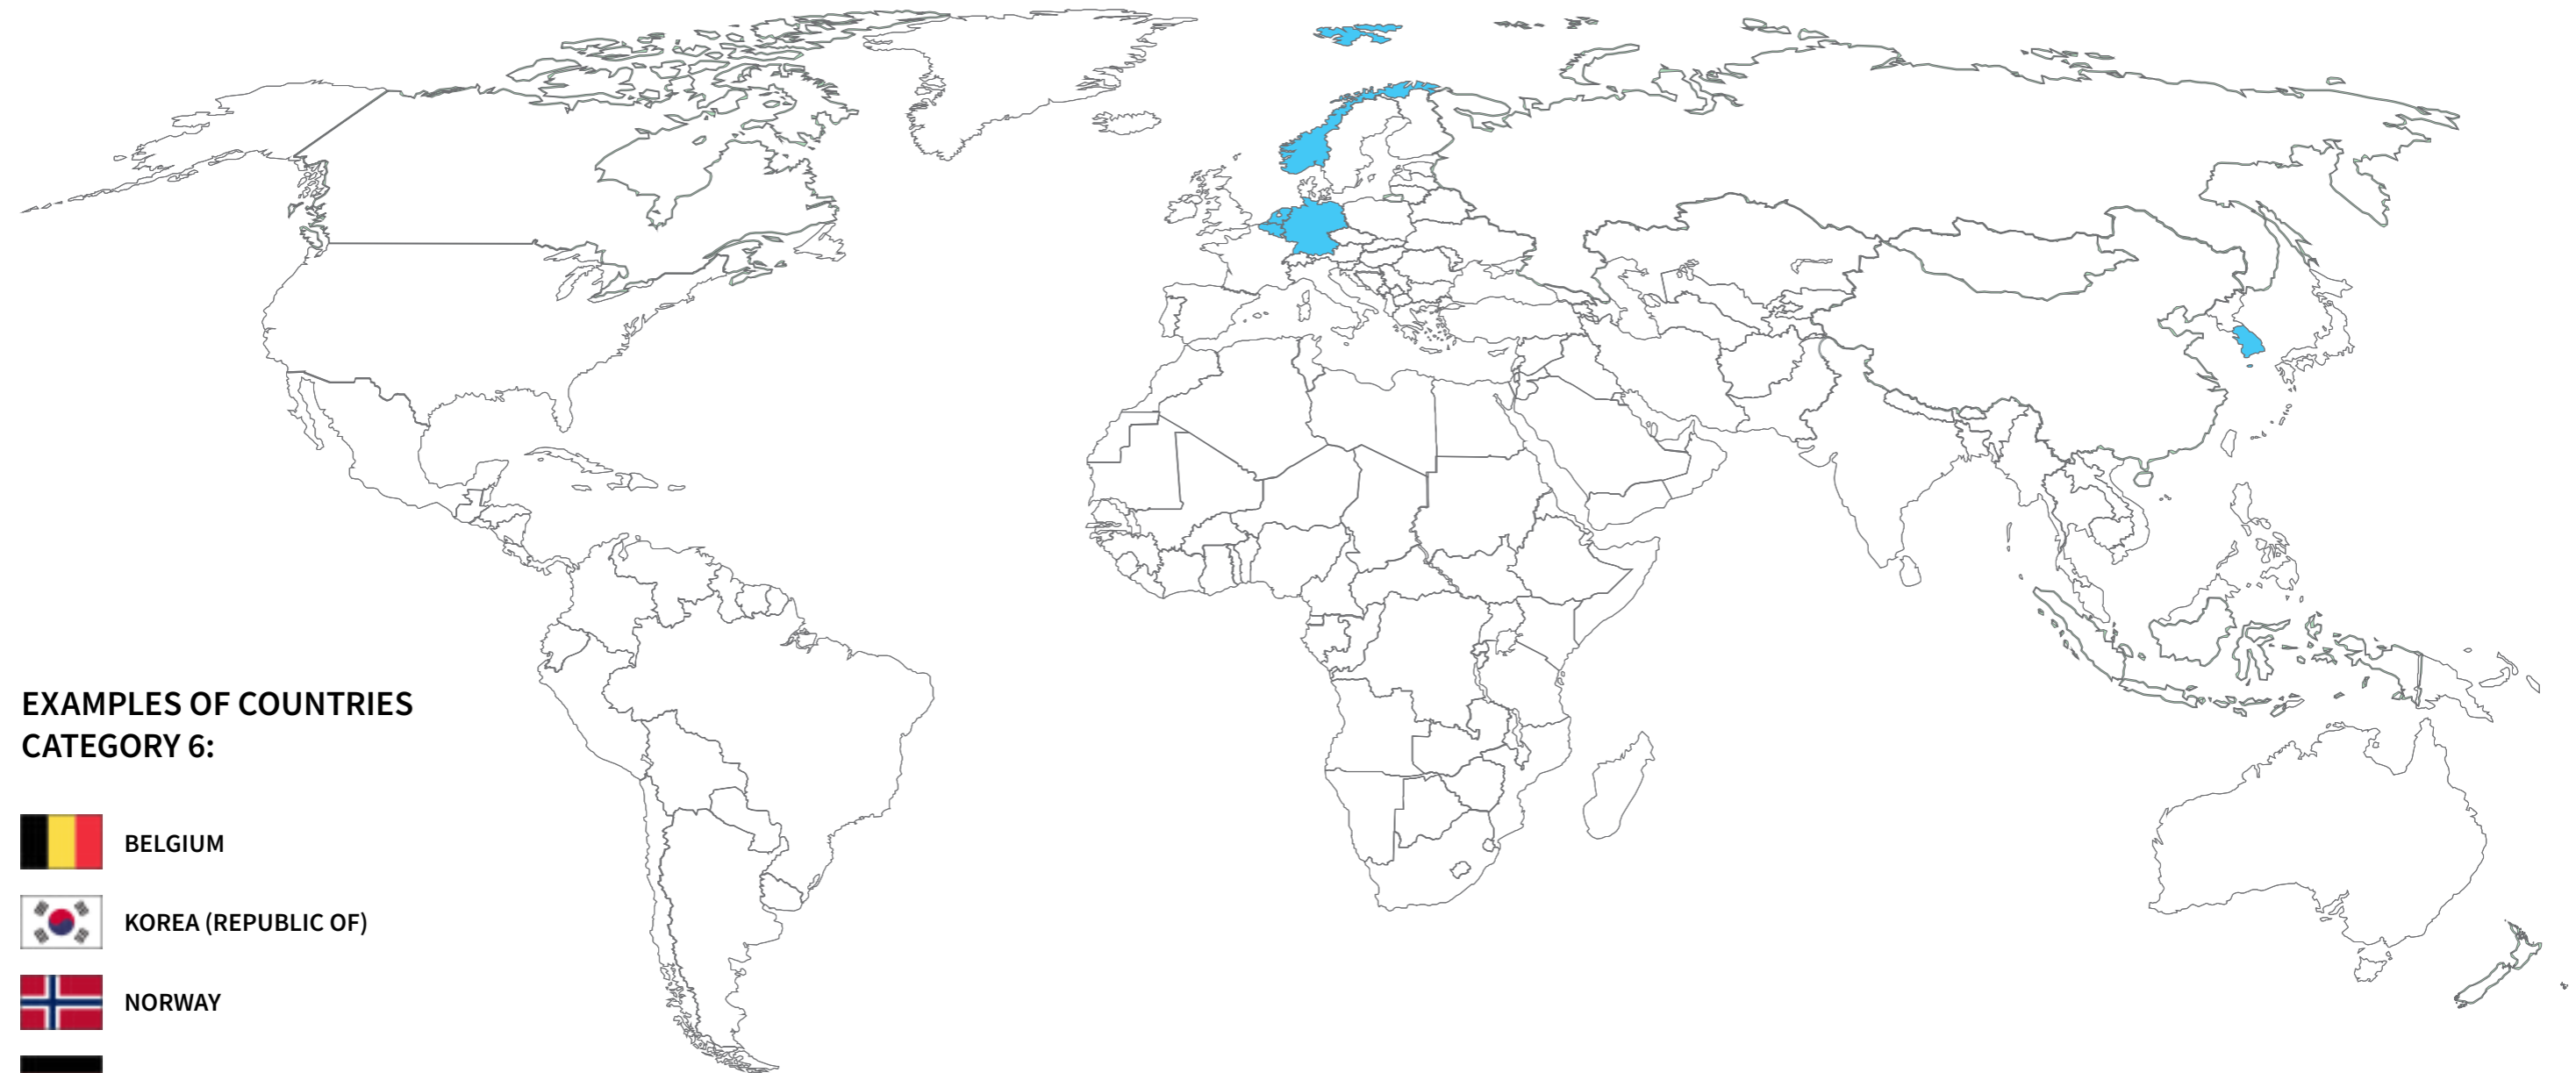 EXAMPLES OF COUNTRIES
CATEGORY 6:
BELGIUM
KOREA (REPUBLIC OF)
NORWAY